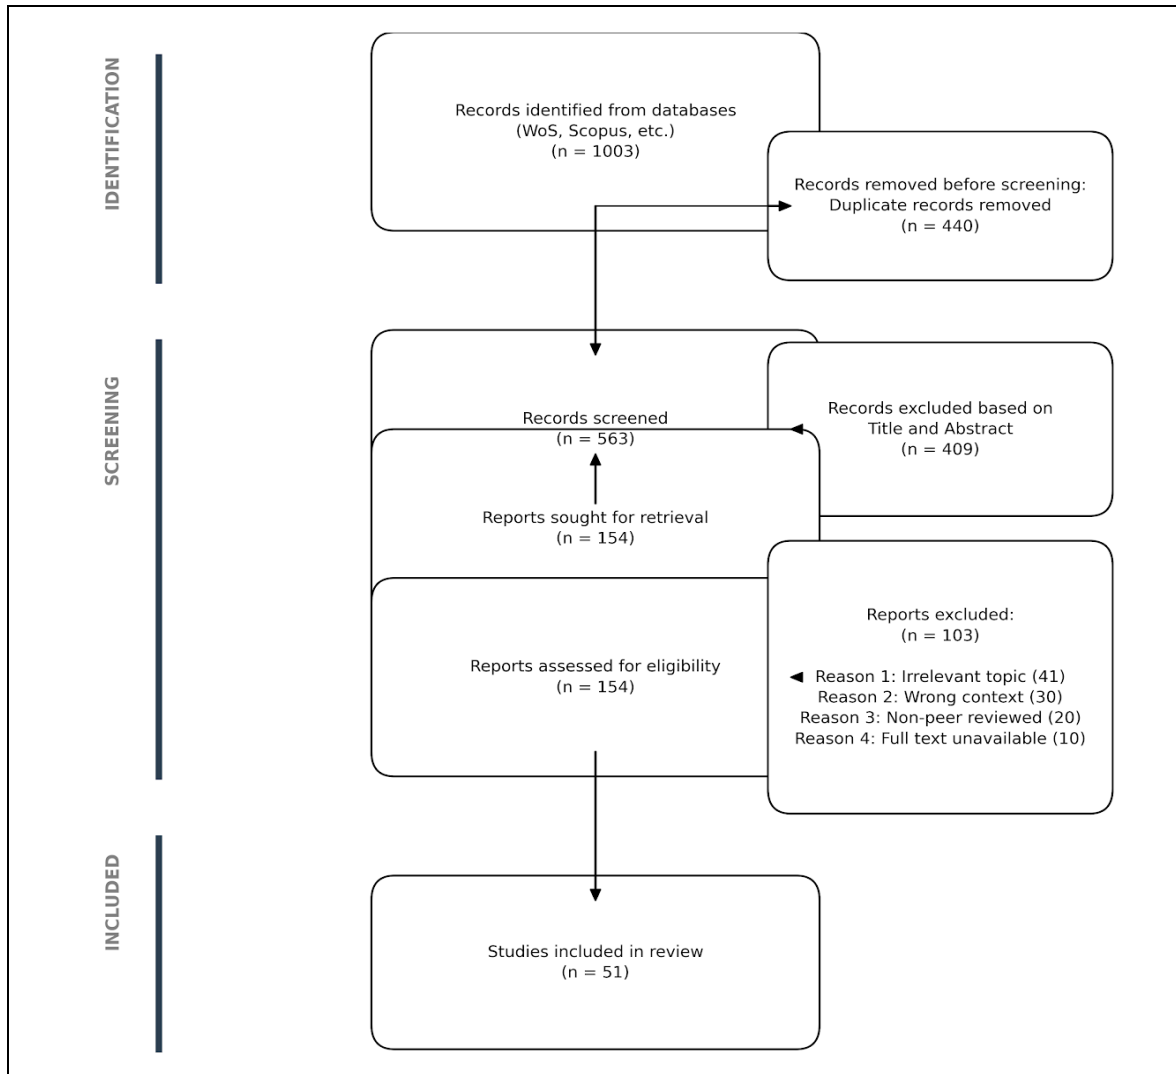 IDENTIFICATION
Records identified from databases
(WoS, Scopus, etc.)
(n = 1003)
Records removed before screening:
Duplicate records removed
(n = 440)
SCREENING
Records screened
(n = 563)
Records excluded based on
Title and Abstract
(n = 409)
Reports sought for retrieval
(n = 154)
Reports assessed for eligibility
(n = 154)
Reports excluded:
(n = 103)
Reason 1: Irrelevant topic (41)
Reason 2: Wrong context (30)
Reason 3: Non-peer reviewed (20)
Reason 4: Full text unavailable (10)
INCLUDED
Studies included in review
(n = 51)